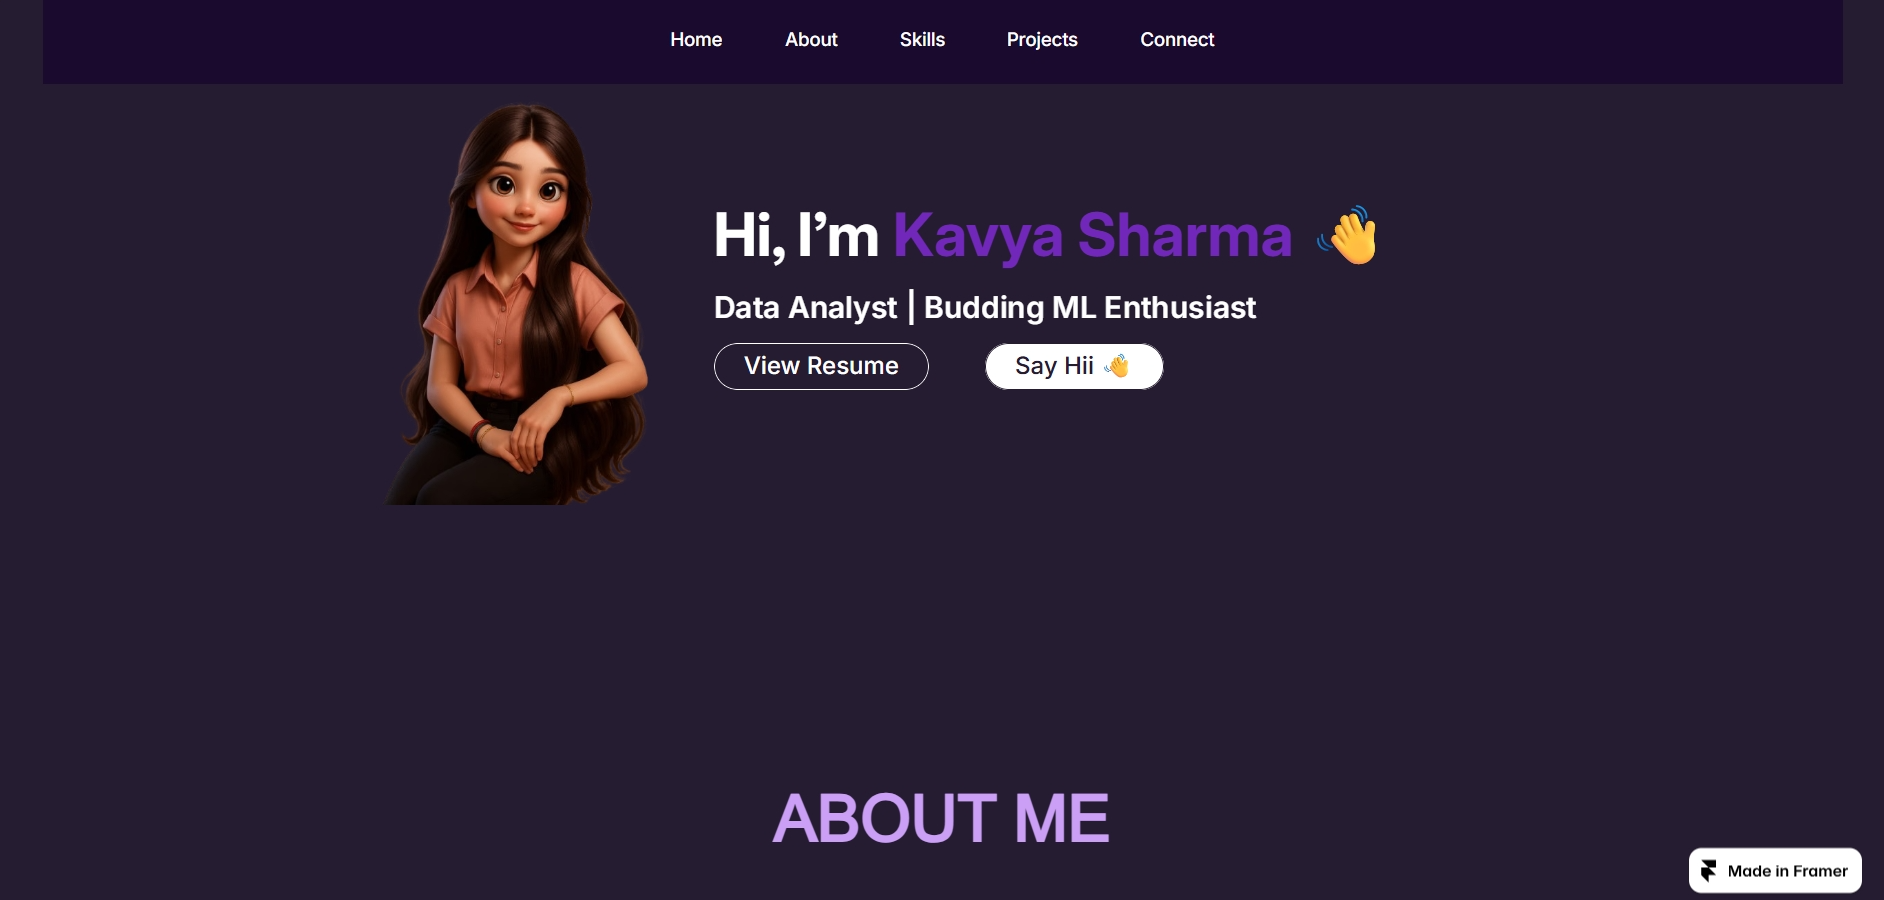 Home About Skills Projects Connect
Hi, I’m Kavya Sharma 👋
Data Analyst | Budding ML Enthusiast
View Resume Say Hii 👋
ABOUT ME
Made in Framer